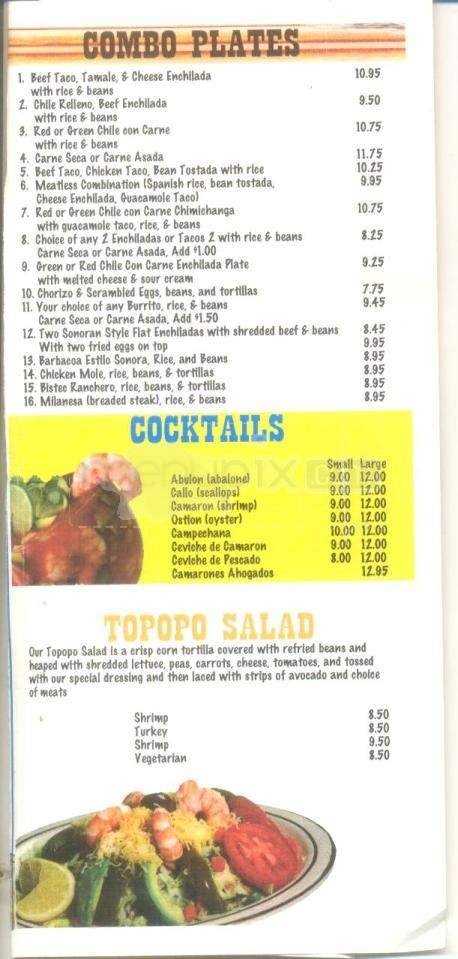 COMBO PLATES
1. Beef Taco, Tamale, & Cheese Enchilada 10.95
with rice & beans
2. Chile Relleno, Beef Enchilada 9.50
with rice & beans
3. Red or Green Chile con Carne 10.75
with rice & beans
4. Carne Seca or Carne Asada 11.75
5. Beef Taco, Chicken Taco, Bean Tostada with rice 10.25
6. Meatless Combination (Spanish rice, bean tostada, 9.95
Cheese Enchilada, Guacamole Taco)
7. Red or Green Chile con Carne Chimichanga 10.75
with guacamole taco, rice, & beans
8. Choice of any 2 Enchiladas or Tacos 2 with rice & beans 8.25
Carne Seca or Carne Asada, Add $1.00
9. Green or Red Chile Con Carne Enchilada Plate 9.25
with melted cheese & sour cream
10. Chorizo & Scrambled Eggs, beans, and tortillas 7.75
11. Your choice of any Burrito, rice, & beans 9.45
Carne Seca or Carne Asada, Add $1.50
12. Two Sonoran Style Flat Enchiladas with shredded beef & beans 8.45
With two fried eggs on top 9.95
13. Barbacoa Estilo Sonora, Rice, and Beans 8.95
14. Chicken Mole, rice, beans, & tortillas 8.95
15. Bistec Ranchero, rice, beans, & tortillas 8.95
16. Milanesa (breaded steak), rice, & beans 8.95
COCKTAILS
Small Large
Abulon (abalone) 9.00 12.00
Callo (scallops) 9.00 12.00
Camaron (shrimp) 9.00 12.00
Ostion (oyster) 9.00 12.00
Campechana 10.00 12.00
Ceviche de Camaron 9.00 12.00
Ceviche de Pescado 8.00 12.00
Camarones Ahogados 12.95
TOPOPO SALAD
Our Topopo Salad is a crisp corn tortilla covered with refried beans and
heaped with shredded lettuce, peas, carrots, cheese, tomatoes, and tossed
with our special dressing and then laced with strips of avocado and choice
of meats
Shrimp 8.50
Turkey 8.50
Shrimp 9.50
Vegetarian 8.50